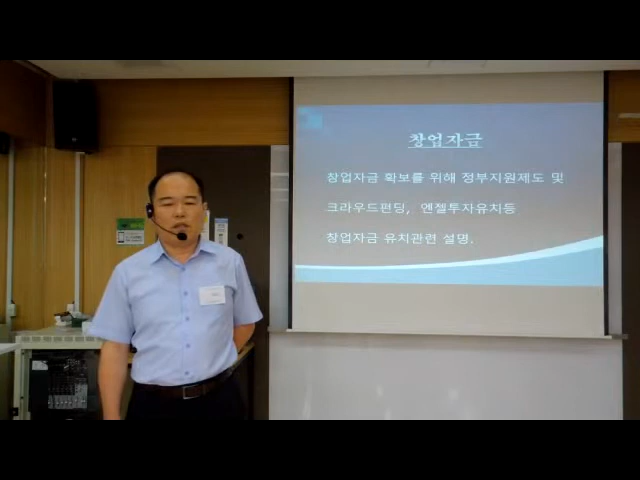 창업자금
창업자금 확보를 위해 정부지원제도 및
크라우드펀딩, 엔젤투자유치등
창업자금 유치관련 설명.